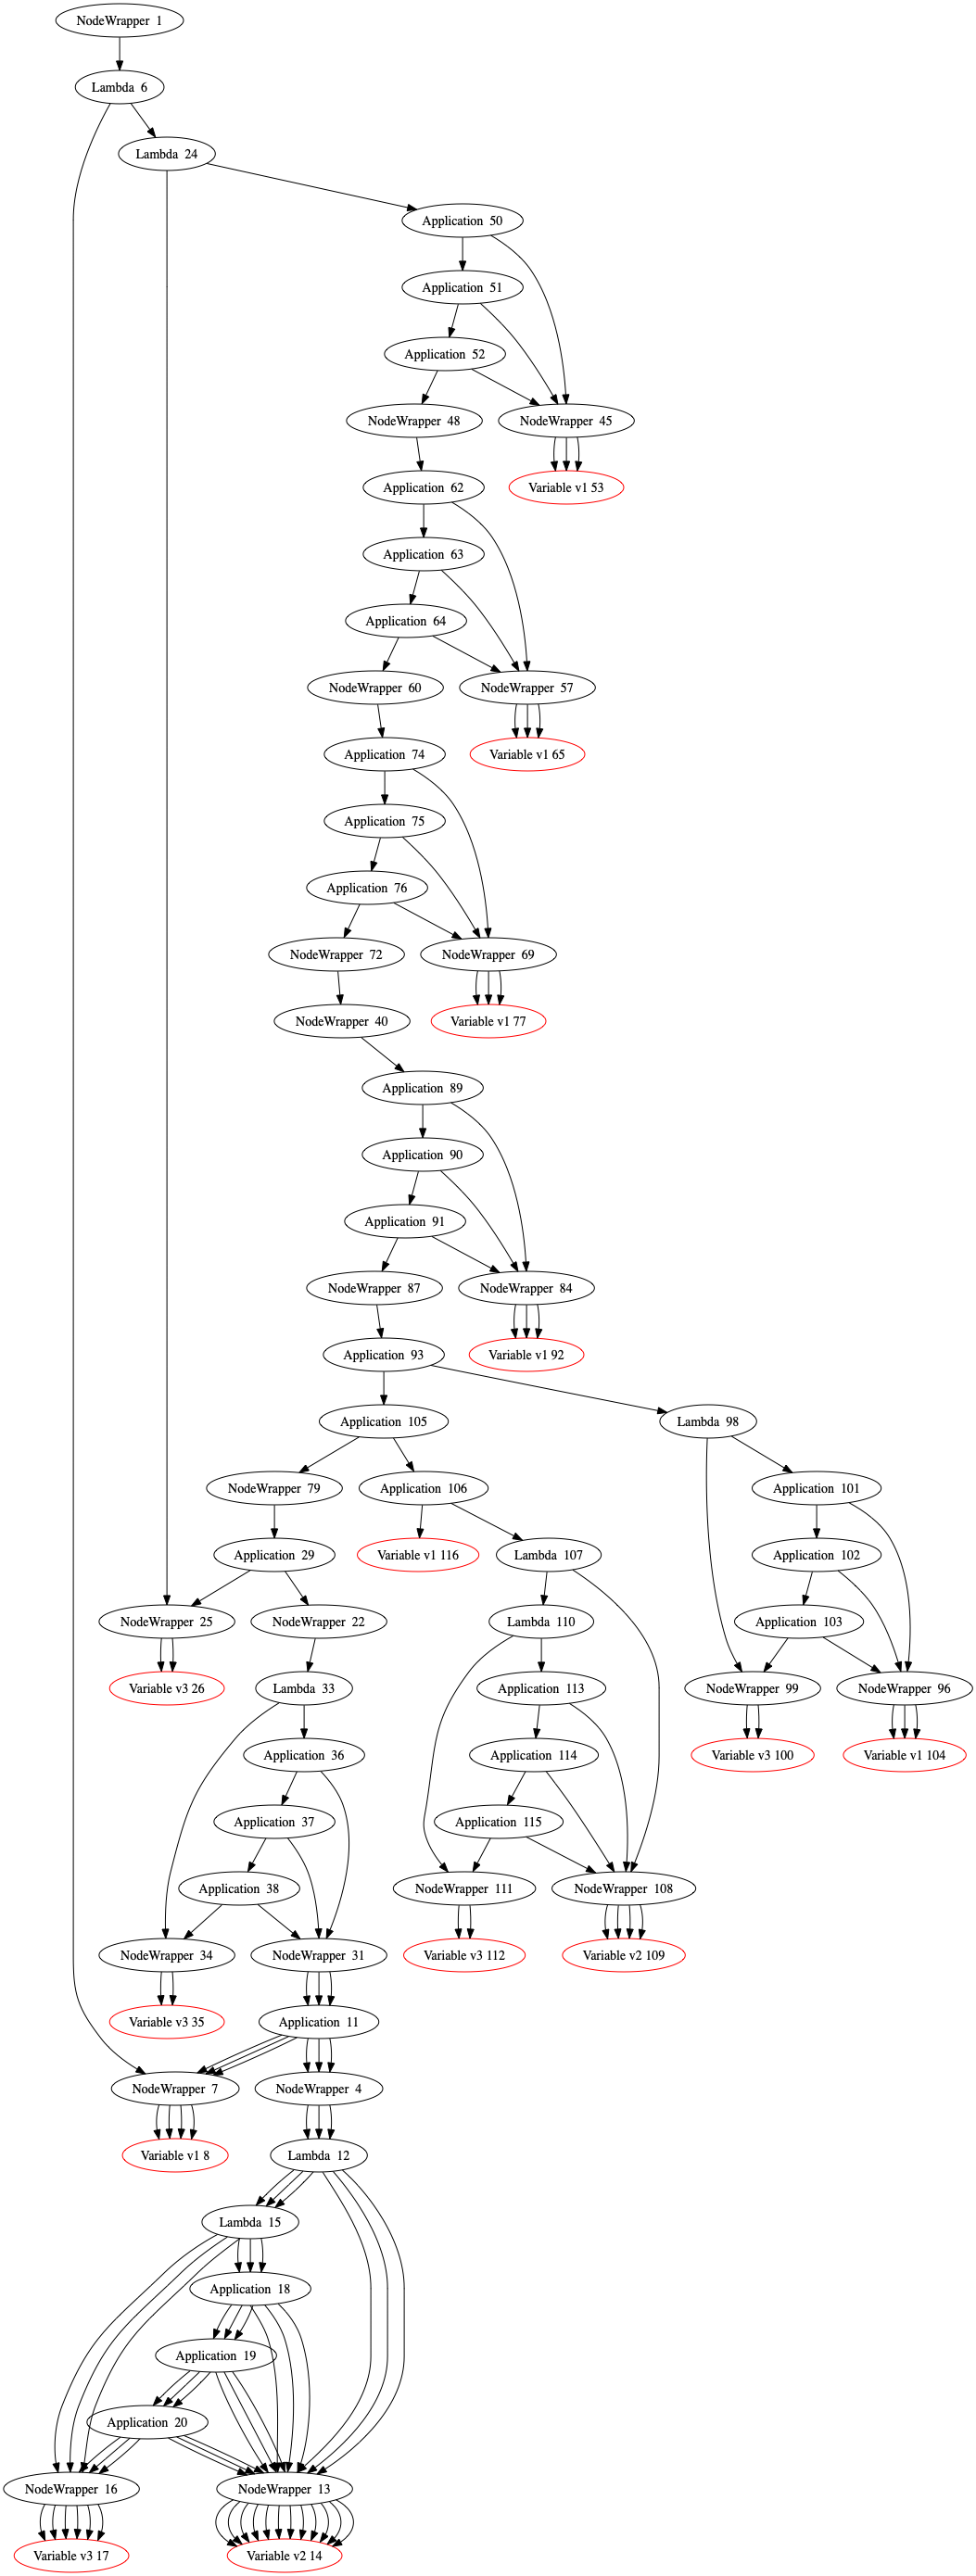 NodeWrapper 1
Lambda 6
Lambda 24
Application 50
Application 51
Application 52
NodeWrapper 48
NodeWrapper 45
Application 62
Variable v1 53
Application 63
Application 64
NodeWrapper 60
NodeWrapper 57
Application 74
Variable v1 65
Application 75
Application 76
NodeWrapper 72
NodeWrapper 69
NodeWrapper 40
Variable v1 77
Application 89
Application 90
Application 91
NodeWrapper 87
NodeWrapper 84
Application 93
Variable v1 92
Application 105
Lambda 98
NodeWrapper 79
Application 106
Application 101
Application 29
Variable v1 116
Lambda 107
Application 102
NodeWrapper 25
NodeWrapper 22
Lambda 110
Application 103
Variable v3 26
Lambda 33
Application 113
NodeWrapper 99
NodeWrapper 96
Application 36
Application 114
Variable v3 100
Variable v1 104
Application 37
Application 115
Application 38
NodeWrapper 111
NodeWrapper 108
NodeWrapper 34
NodeWrapper 31
Variable v3 112
Variable v2 109
Variable v3 35
Application 11
NodeWrapper 7
NodeWrapper 4
Variable v1 8
Lambda 12
Lambda 15
Application 18
Application 19
Application 20
NodeWrapper 16
NodeWrapper 13
Variable v3 17
Variable v2 14